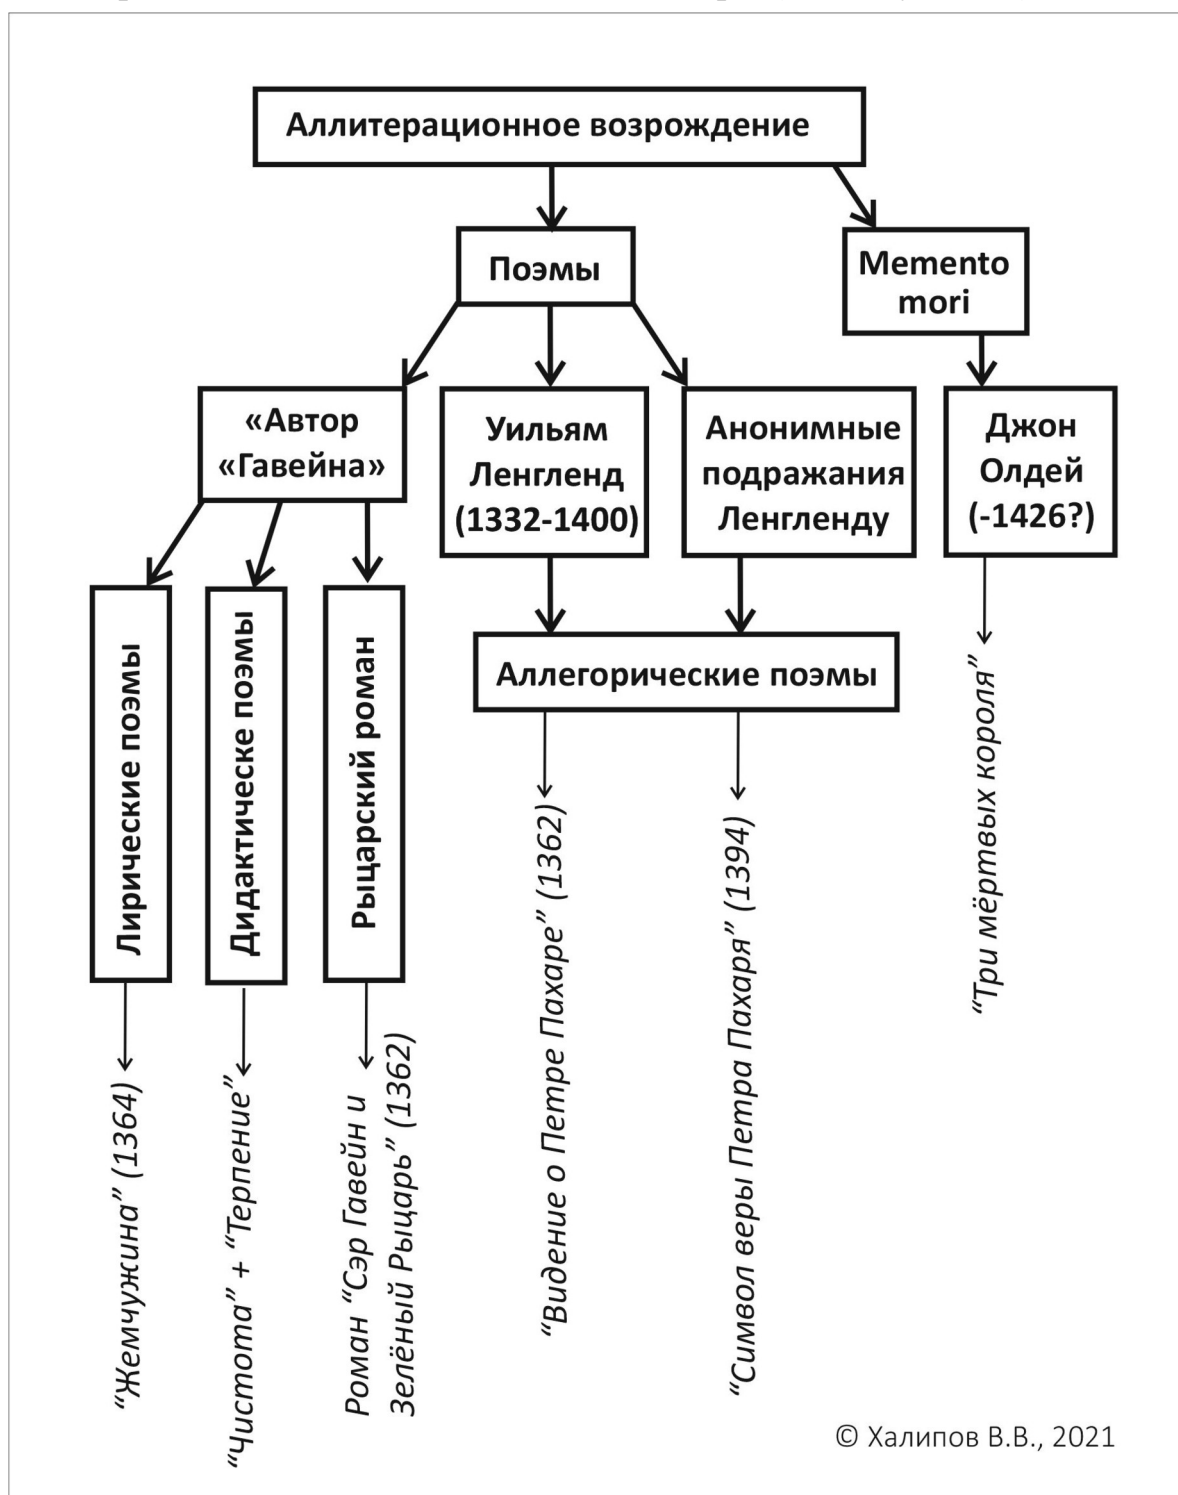 Аллитерационное возрождение
Поэмы
Memento
mori
«Автор
«Гавейна»
Уильям
Ленгленд
(1332-1400)
Анонимные
подражания
Ленгленду
Джон
Олдей
(-1426?)
Лирические поэмы
Дидактическе поэмы
Рыцарский роман
Аллегорические поэмы
“Жемчужина” (1364)
“Чистота” + “Терпение”
Роман “Сэр Гавейн и
Зелёный Рыцарь” (1362)
“Видение о Петре Пахаре” (1362)
“Символ веры Петра Пахаря” (1394)
“Три мёртвых короля”
© Халипов В.В., 2021